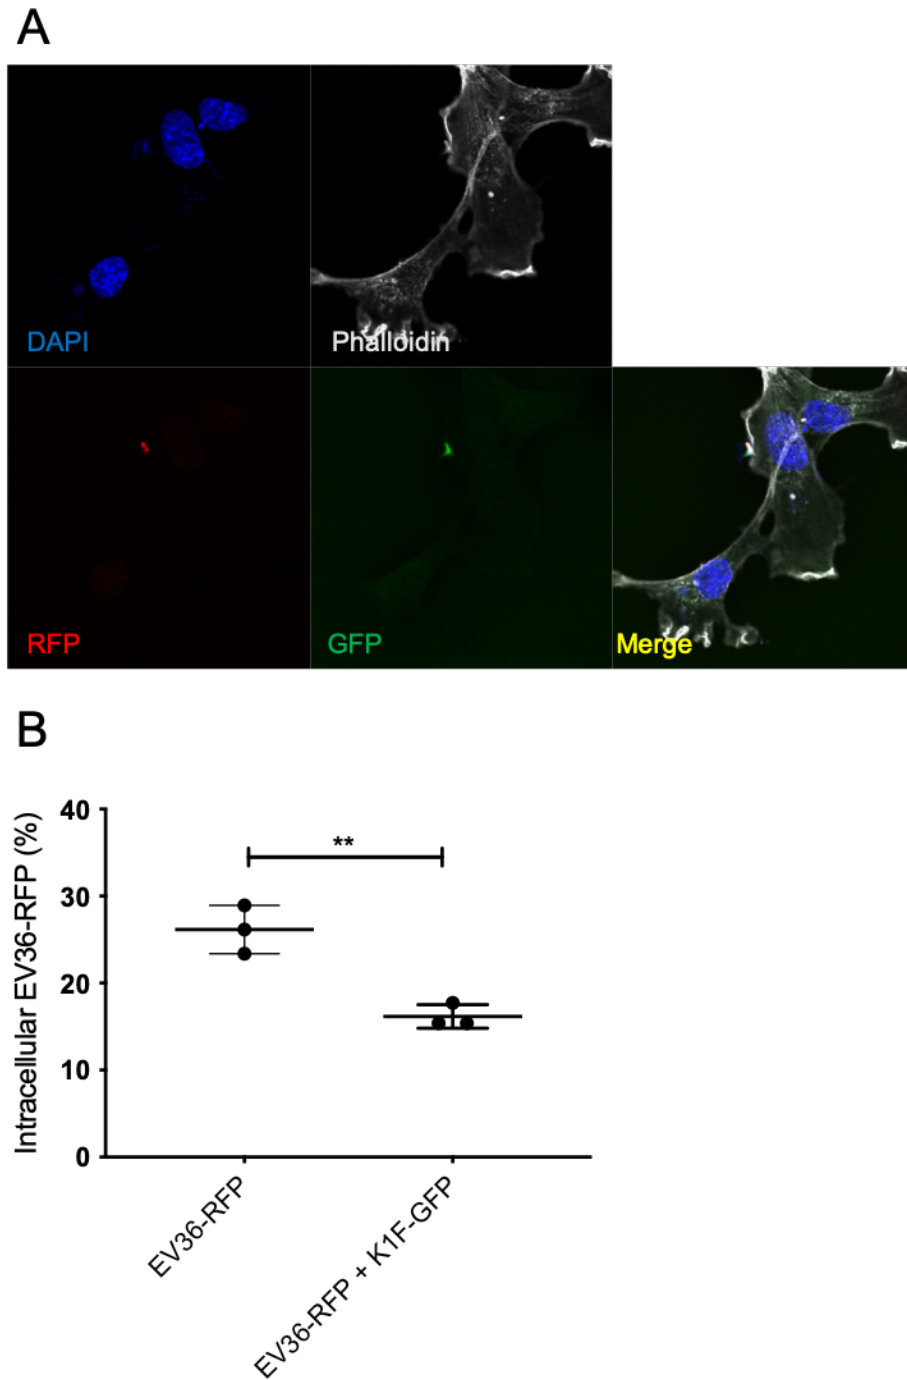 A
DAPI
Phalloidin
RFP
GFP
Merge
B
Intracellular EV36-RFP (%)
40
30
20
10
0
**
EV36-RFP
EV36-RFP + K1F-GFP